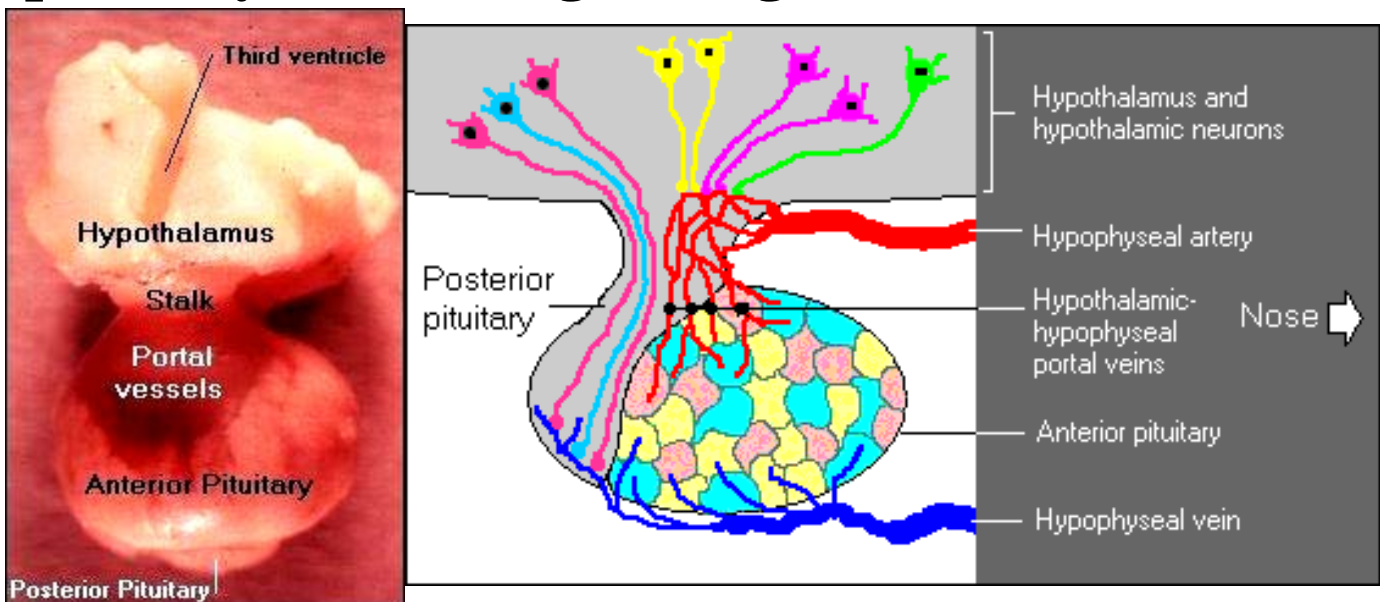 Third ventricle
Hypothalamus
Stalk
Portal
vessels
Anterior Pituitary
Posterior Pituitary
Posterior
pituitary
Hypothalamus and
hypothalamic neurons
Hypophyseal artery
Hypothalamic-
hypophyseal
portal veins
Nose
Anterior pituitary
Hypophyseal vein